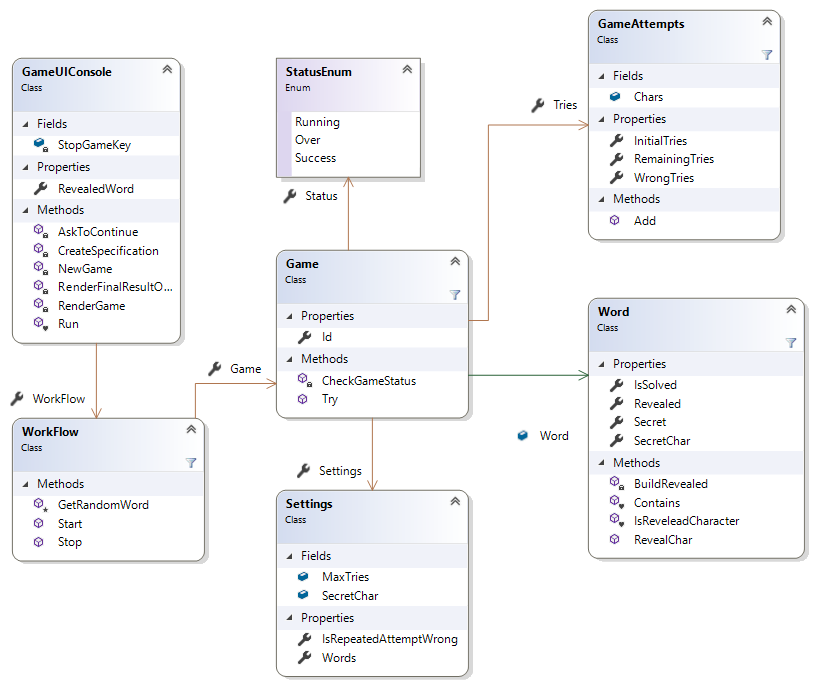 GameUIConsole
Class
Fields
StopGameKey
Properties
RevealedWord
Methods
AskToContinue
CreateSpecification
NewGame
RenderFinalResultO...
RenderGame
Run
WorkFlow
WorkFlow
Class
Methods
GetRandomWord
Start
Stop
StatusEnum
Enum
Running
Over
Success
Status
Game
Game
Class
Properties
Id
Methods
CheckGameStatus
Try
Settings
Settings
Class
Fields
MaxTries
SecretChar
Properties
IsRepeatedAttemptWrong
Words
Tries
GameAttempts
Class
Fields
Chars
Properties
InitialTries
RemainingTries
WrongTries
Methods
Add
Word
Word
Class
Properties
IsSolved
Revealed
Secret
SecretChar
Methods
BuildRevealed
Contains
IsReveleadCharacter
RevealChar